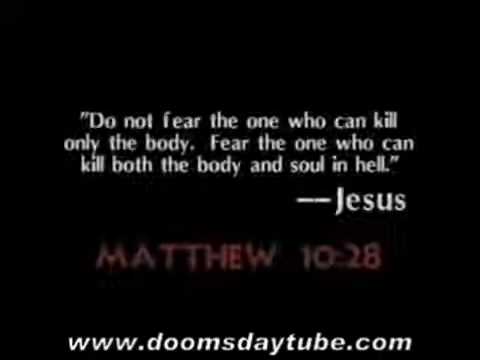 "Do not fear the one who can kill
only the body. Fear the one who can
kill both the body and soul in hell."
—Jesus
MATTHEW 10:28
www.doomsdaytube.com